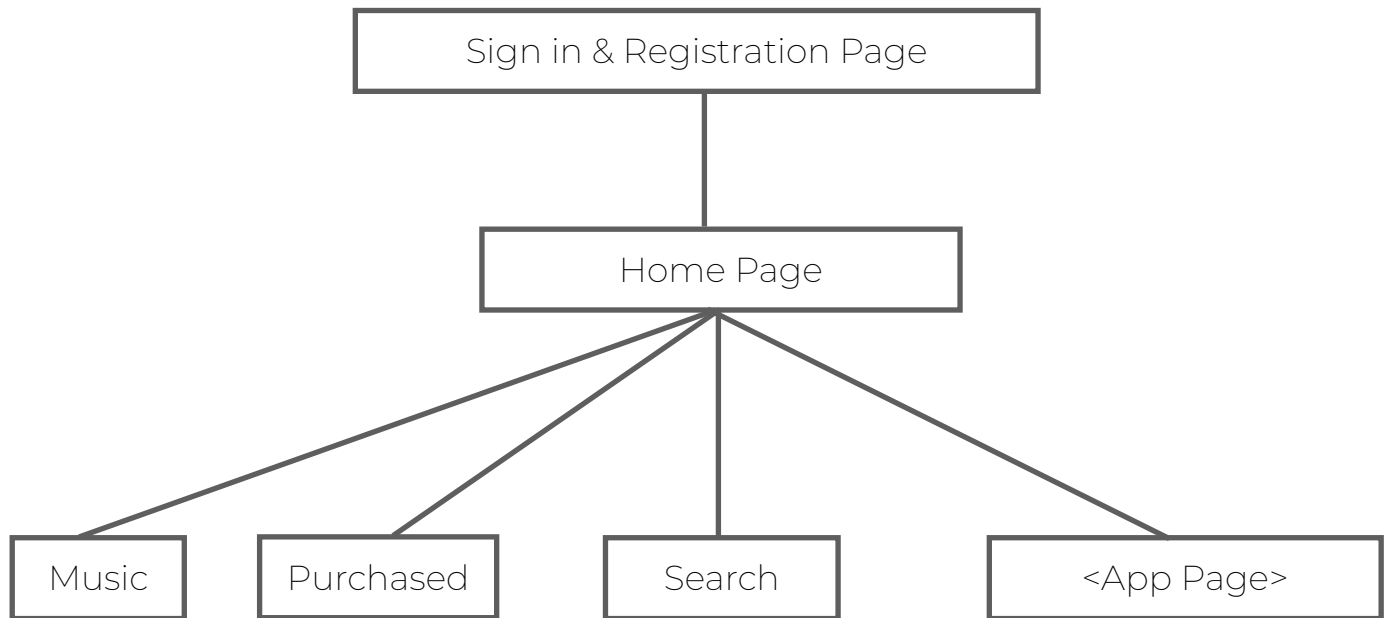 Sign in & Registration Page
Home Page
Music
Purchased
Search
<App Page>